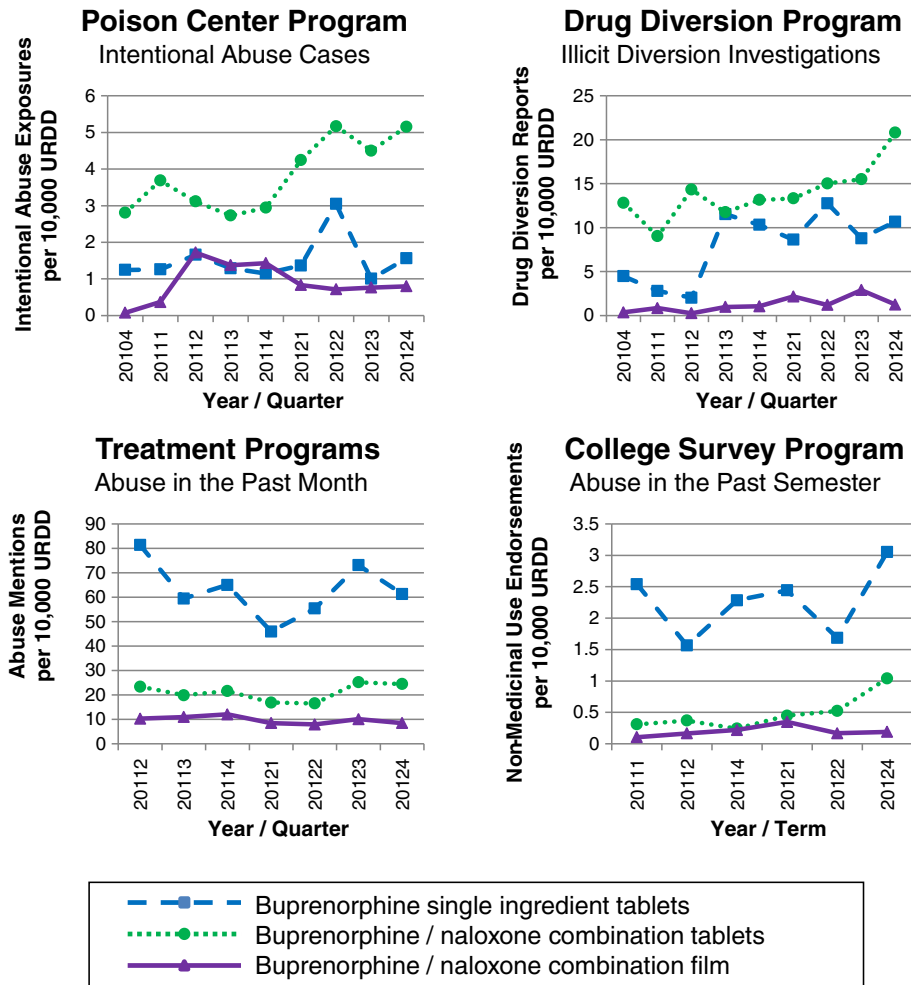 Poison Center Program
Intentional Abuse Cases
Intentional Abuse Exposures
per 10,000 URDD
6
5
4
3
2
1
0
20104
20111
20112
20113
20114
20121
20122
20123
20124
Year / Quarter
Drug Diversion Program
Illicit Diversion Investigations
Drug Diversion Reports
per 10,000 URDD
25
20
15
10
5
0
20104
20111
20112
20113
20114
20121
20122
20123
20124
Year / Quarter
Treatment Programs
Abuse in the Past Month
Abuse Mentions
per 10,000 URDD
90
80
70
60
50
40
30
20
10
0
20112
20113
20114
20121
20122
20123
20124
Year / Quarter
College Survey Program
Abuse in the Past Semester
Non-Medicinal Use Endorsements
per 10,000 URDD
3.5
3
2.5
2
1.5
1
0.5
0
20111
20112
20114
20121
20122
20124
Year / Term
Buprenorphine single ingredient tablets
Buprenorphine / naloxone combination tablets
Buprenorphine / naloxone combination film